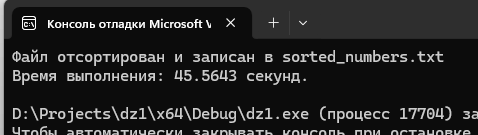 Консоль отладки Microsoft V
Файл отсортирован и записан в sorted_numbers.txt
Время выполнения: 45.5643 секунд.
D:\Projects\dz1\x64\Debug\dz1.exe (процесс 17704) за
Чтобы автоматически закрывать консоль при остановке